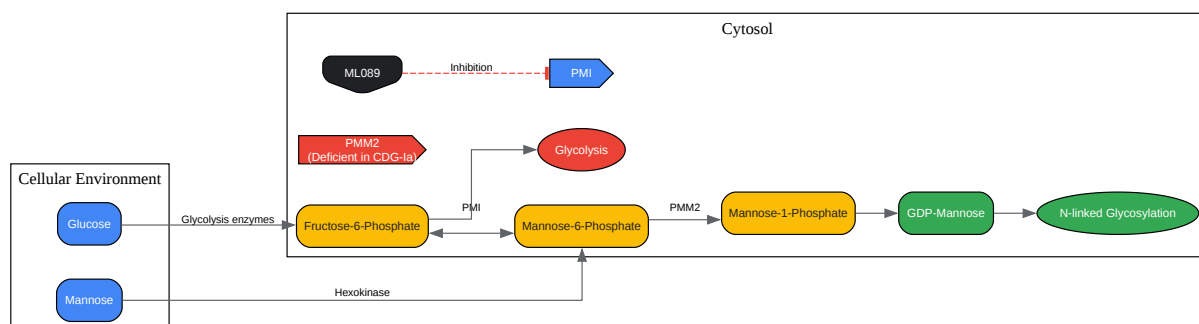 Cytosol
ML089
Inhibition
PMI
PMM2
(Deficient in CDG-Ia)
Glycolysis
Cellular Environment
Glucose
Glycolysis enzymes
Fructose-6-Phosphate
PMI
Mannose-6-Phosphate
PMM2
Mannose-1-Phosphate
GDP-Mannose
N-linked Glycosylation
Mannose
Hexokinase